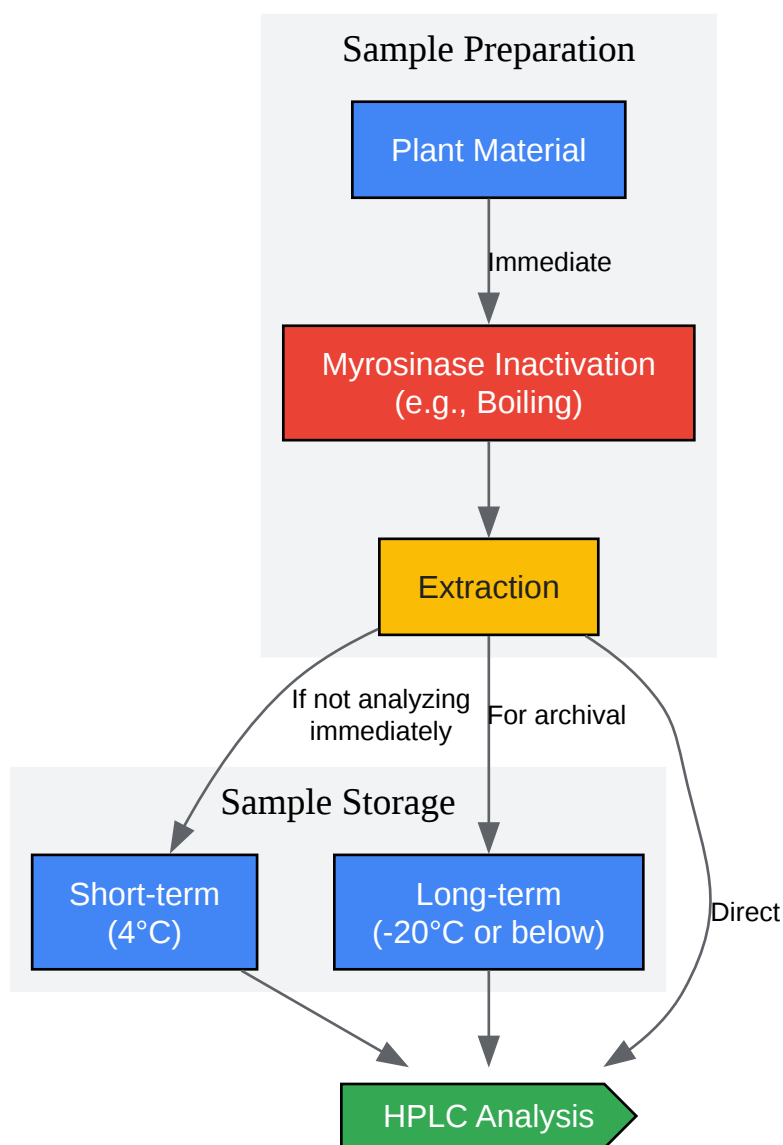 Sample Preparation
Plant Material
Immediate
Myrosinase Inactivation
(e.g., Boiling)
Extraction
If not analyzing
immediately
For archival
Sample Storage
Short-term
(4°C)
Long-term
(-20°C or below)
Direct
HPLC Analysis